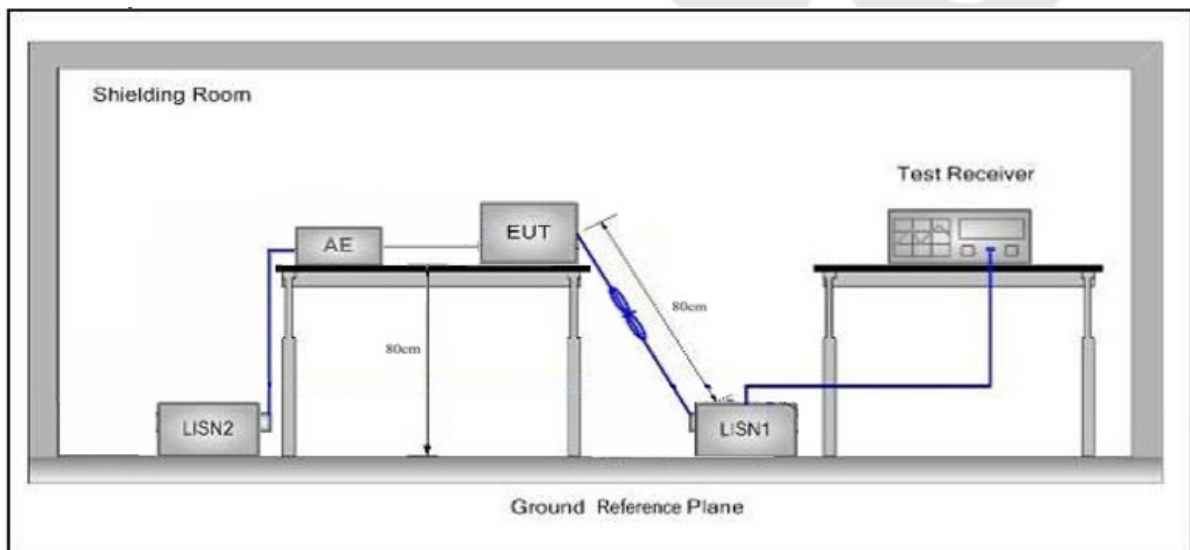 Shielding Room
Test Receiver
AE
EUT
80cm
80cm
LISN2
LISN1
Ground Reference Plane